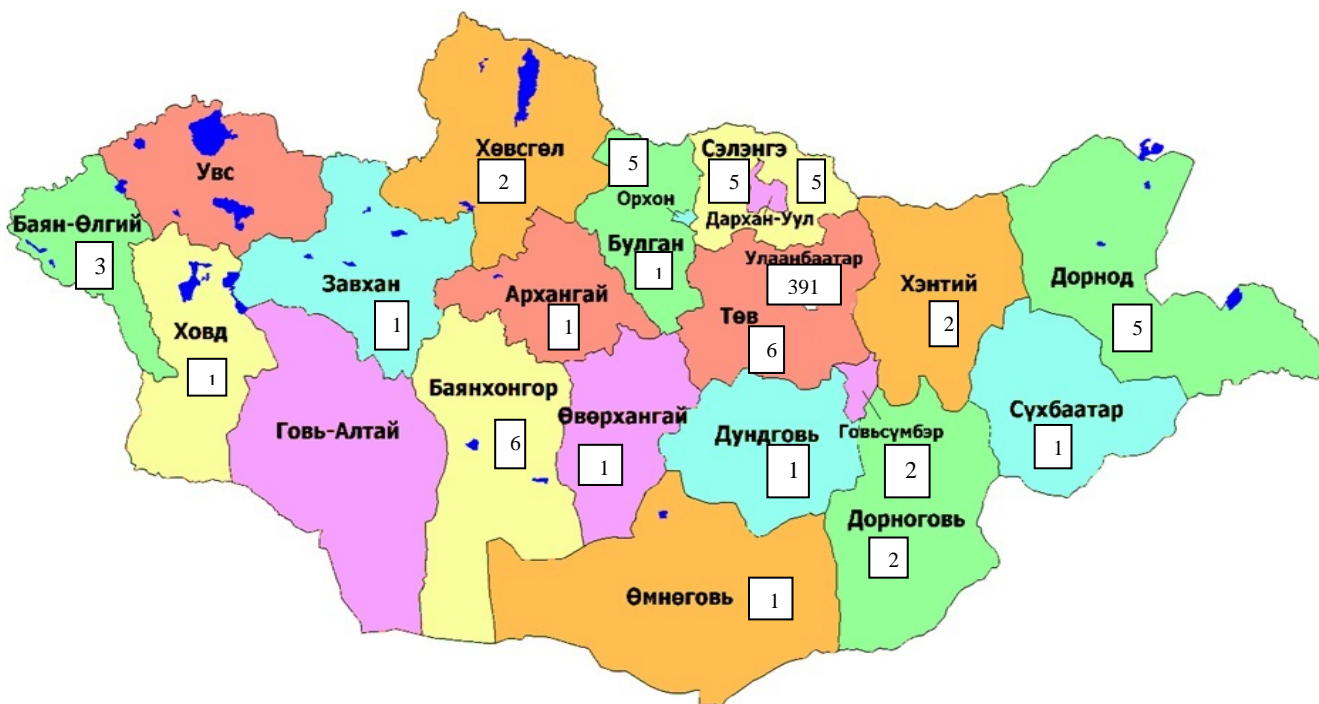 Хөвсгөл
2
5
Сэлэнгэ
5
5
Увс
Орхон
Дархан-Уул
Баян-Өлгий
3
Булган
1
Улаанбаатар
391
Завхан
1
Архангай
1
Төв
6
Хэнтий
2
Дорнод
5
Ховд
1
Баянхонгор
6
Говь-Алтай
Өвөрхангай
1
Дундговь
1
Говьсүмбэр
2
Сүхбаатар
1
Дорноговь
2
Өмнөговь
1